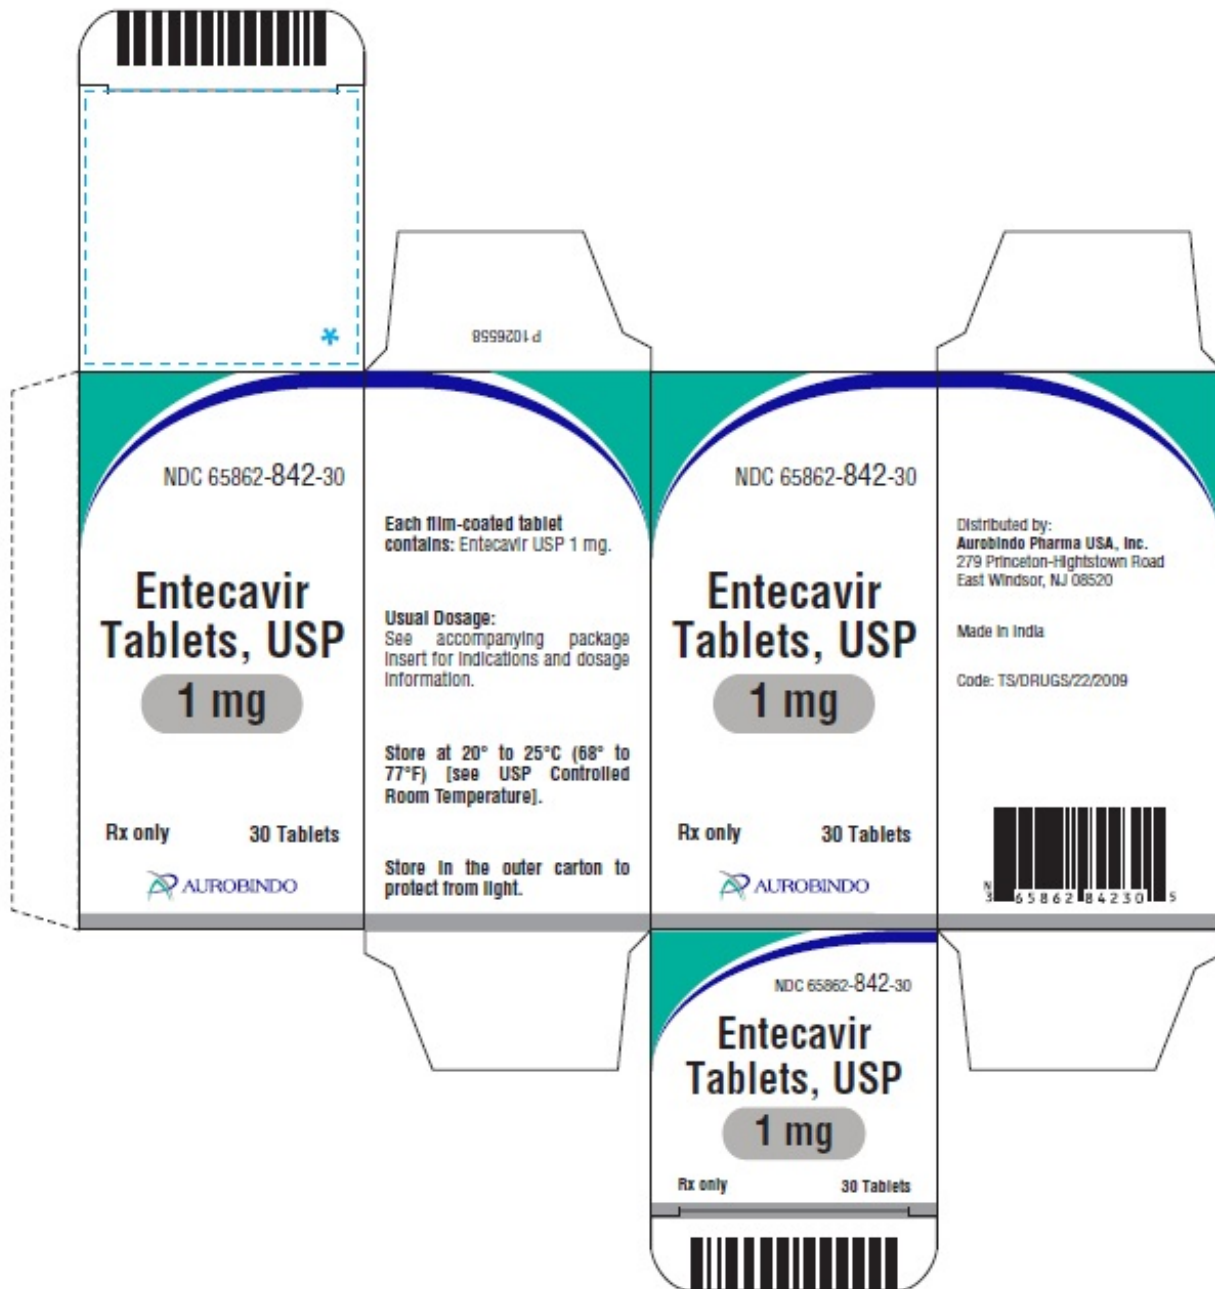 *
P1026558
NDC 65862-842-30
Entecavir
Tablets, USP
1 mg
Rx only 30 Tablets
AUROBINDO
Each film-coated tablet
contains: Entecavir USP 1 mg.
Usual Dosage:
See accompanying package
insert for indications and dosage
information.
Store at 20° to 25°C (68° to
77°F) [see USP Controlled
Room Temperature].
Store in the outer carton to
protect from light.
NDC 65862-842-30
Entecavir
Tablets, USP
1 mg
Rx only 30 Tablets
AUROBINDO
Distributed by:
Aurobindo Pharma USA, Inc.
279 Princeton-Hightstown Road
East Windsor, NJ 08520
Made in India
Code: TS/DRUGS/22/2009
N
3 65862 84230 5
NDC 65862-842-30
Entecavir
Tablets, USP
1 mg
Rx only 30 Tablets